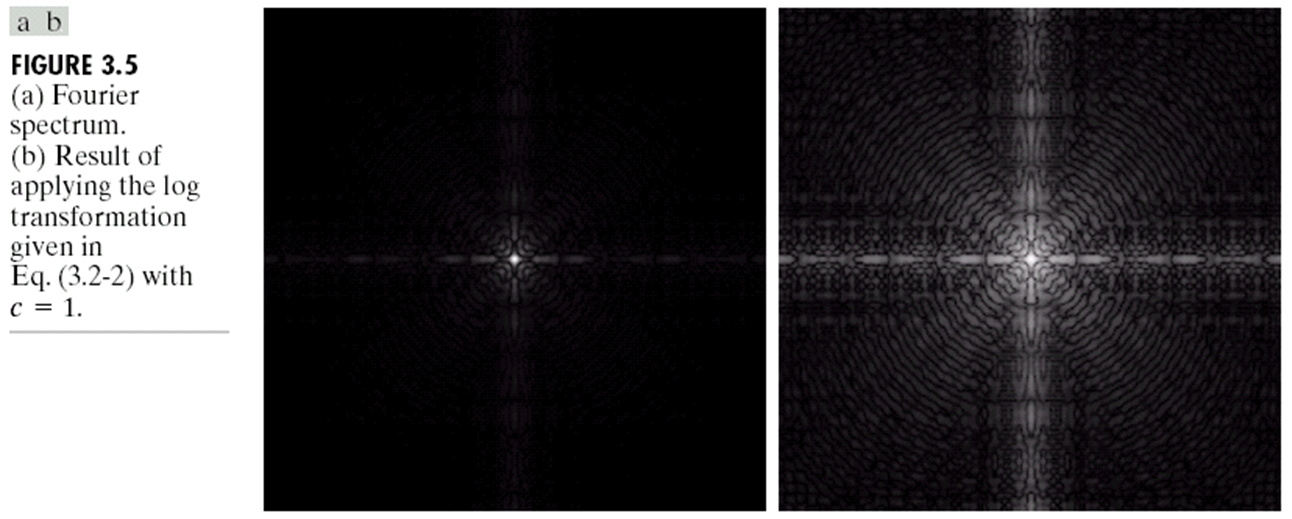 a b
FIGURE 3.5
(a) Fourier
spectrum.
(b) Result of
applying the log
transformation
given in
Eq. (3.2-2) with
c = 1.